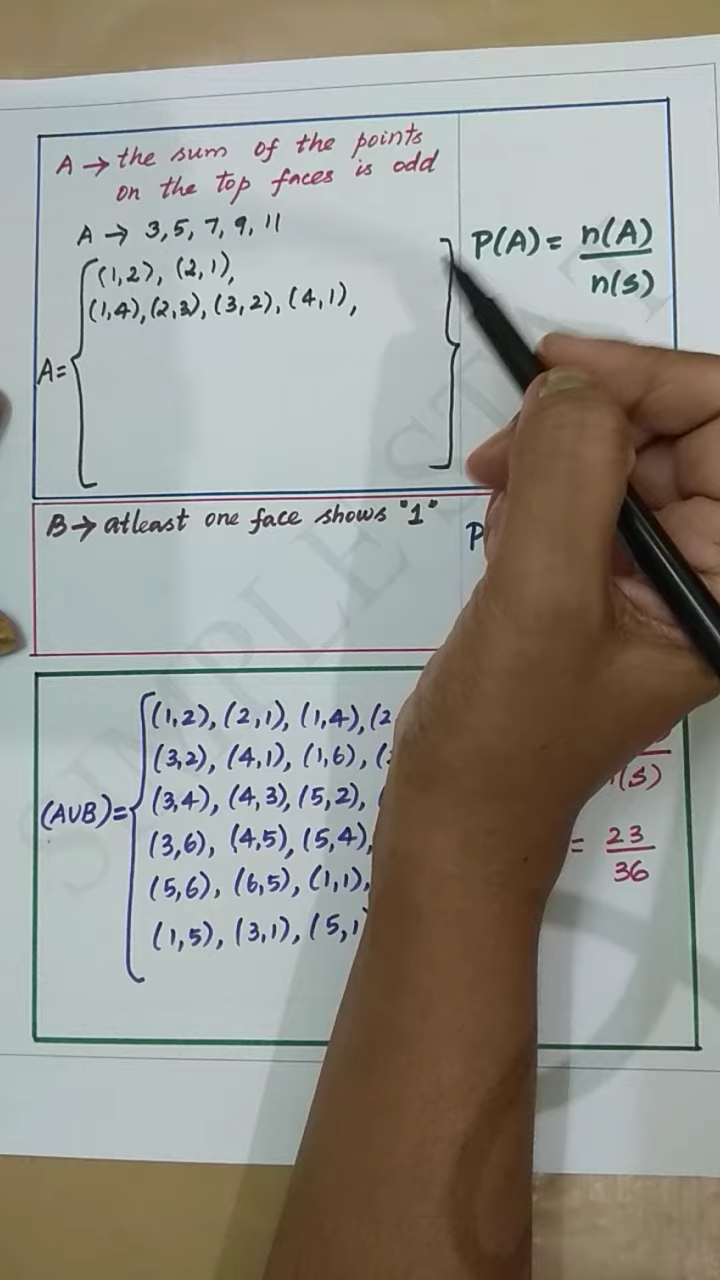 A → the sum of the points
on the top faces is odd
A → 3, 5, 7, 9, 11
P(A) = n(A)
n(S)
(1,2), (2,1),
(1,4), (2,3), (3,2), (4,1),
A =
B → atleast one face shows "1"
P
(1,2), (2,1), (1,4), (2
(3,2), (4,1), (1,6), (
(3,4), (4,3), (5,2),
(S)
(AUB) =
(3,6), (4,5), (5,4),
= 23
36
(5,6), (6,5), (1,1),
(1,5), (3,1), (5,1
SIMPLE STAT